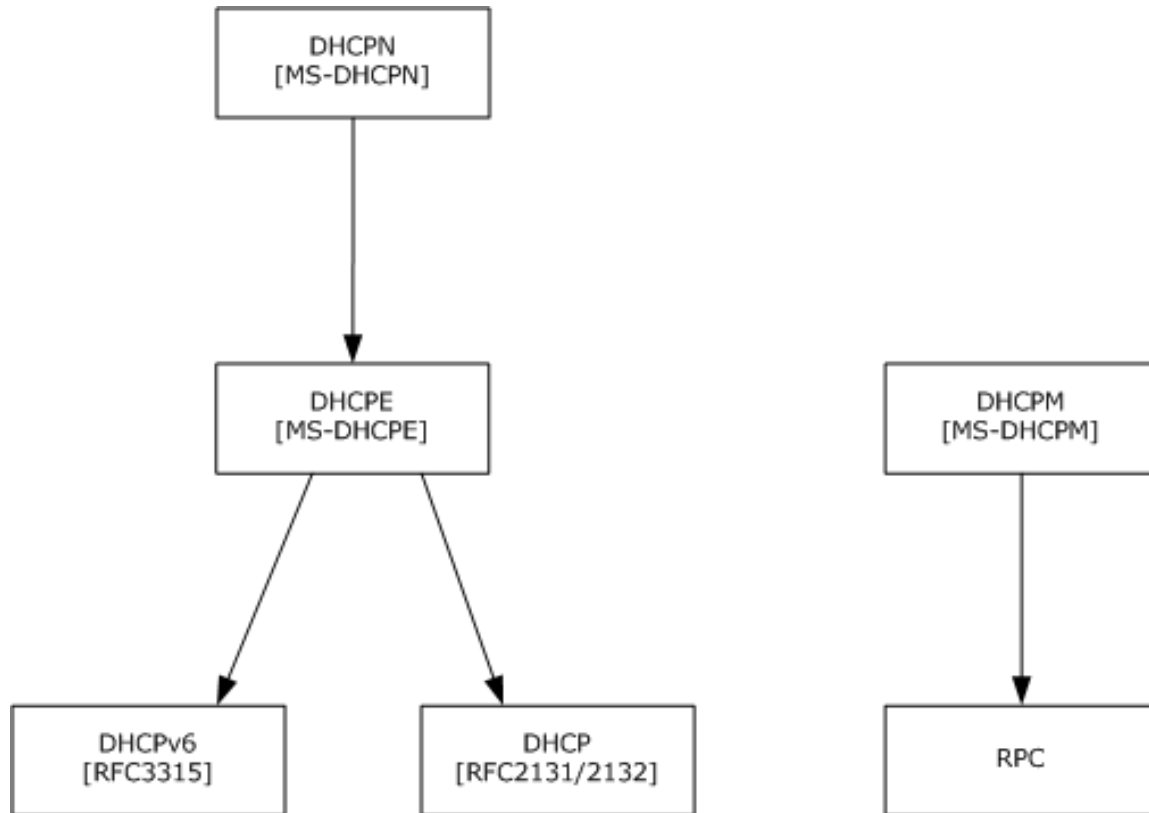 DHCPN
[MS-DHCPN]
DHCPE
[MS-DHCPE]
DHCPM
[MS-DHCPM]
DHCPv6
[RFC3315]
DHCP
[RFC2131/2132]
RPC